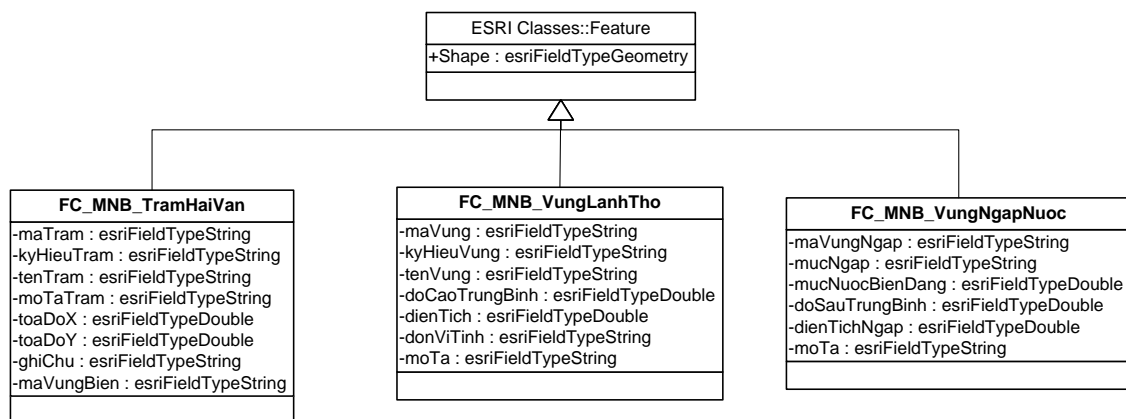 ESRI Classes::Feature
+Shape : esriFieldTypeGeometry
FC_MNB_TramHaiVan
-maTram : esriFieldTypeString
-kyHieuTram : esriFieldTypeString
-tenTram : esriFieldTypeString
-moTaTram : esriFieldTypeString
-toaDoX : esriFieldTypeDouble
-toaDoY : esriFieldTypeDouble
-ghiChu : esriFieldTypeString
-maVungBien : esriFieldTypeString
FC_MNB_VungLanhTho
-maVung : esriFieldTypeString
-kyHieuVung : esriFieldTypeString
-tenVung : esriFieldTypeString
-doCaoTrungBinh : esriFieldTypeDouble
-dienTich : esriFieldTypeDouble
-donViTinh : esriFieldTypeString
-moTa : esriFieldTypeString
FC_MNB_VungNgapNuoc
-maVungNgap : esriFieldTypeString
-mucNgap : esriFieldTypeString
-mucNuocBienDang : esriFieldTypeDouble
-doSauTrungBinh : esriFieldTypeDouble
-dienTichNgap : esriFieldTypeDouble
-moTa : esriFieldTypeString